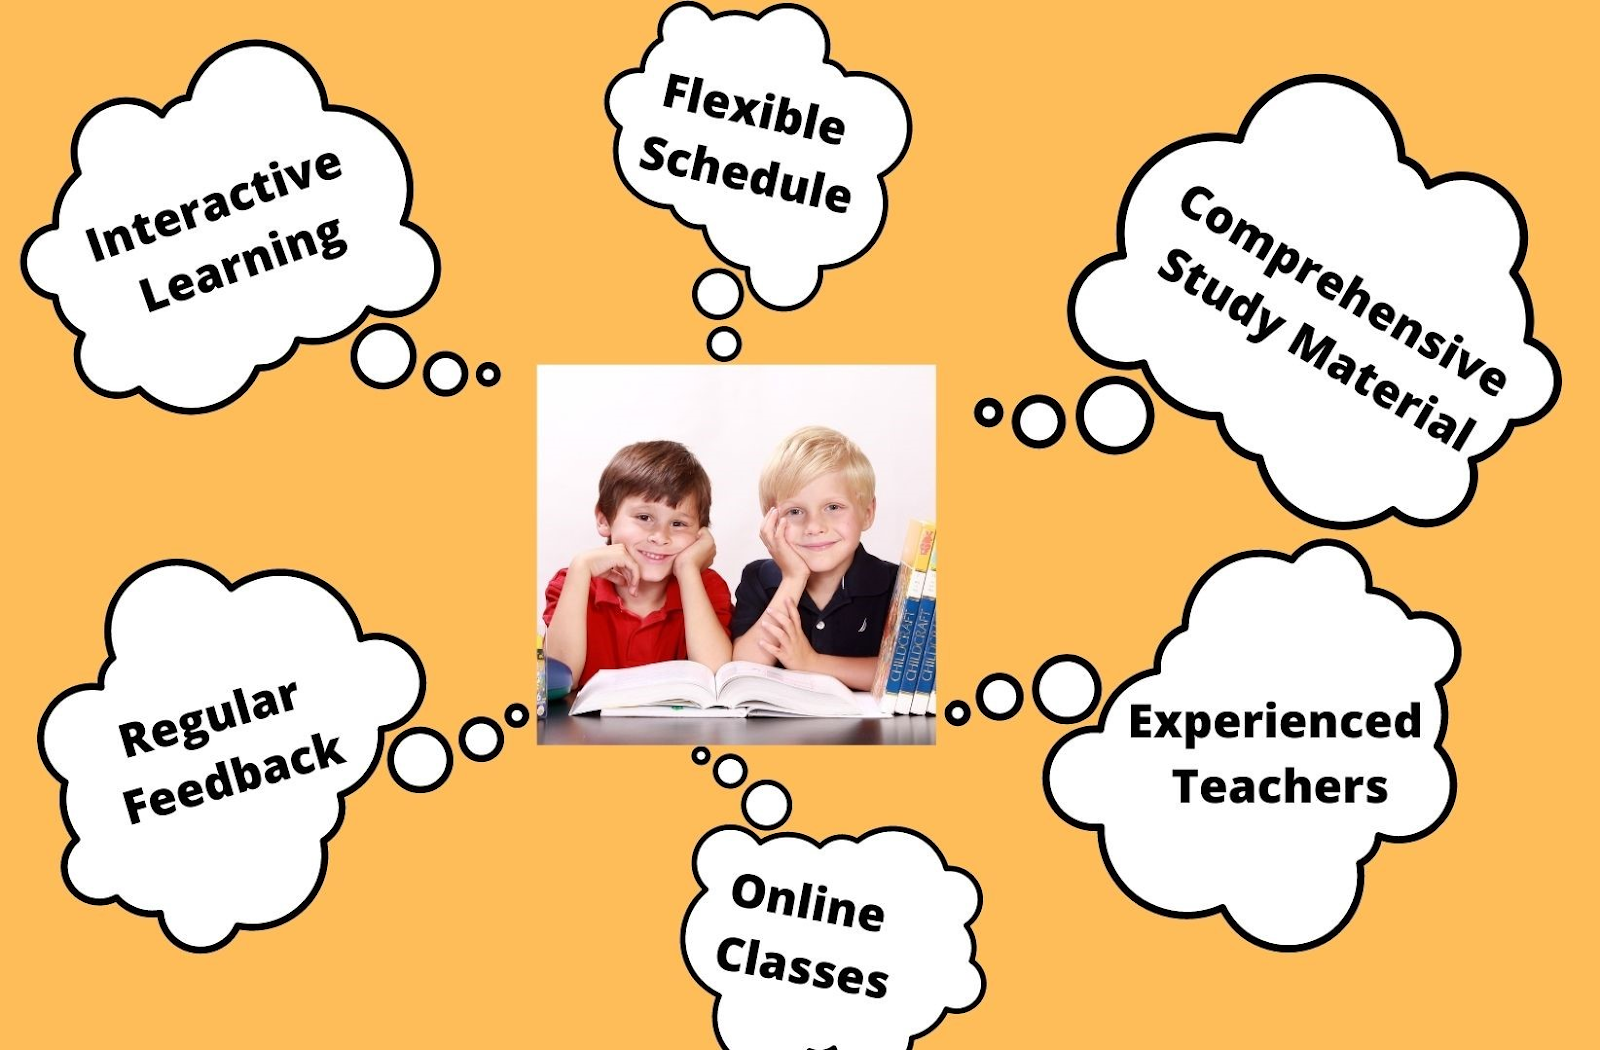 Flexible
Schedule
Interactive
Learning
Comprehensive
Study Material
CHILDCRAFT
CHILDCRAFT
CHILDCRAFT
Regular
Feedback
Experienced
Teachers
Online
Classes